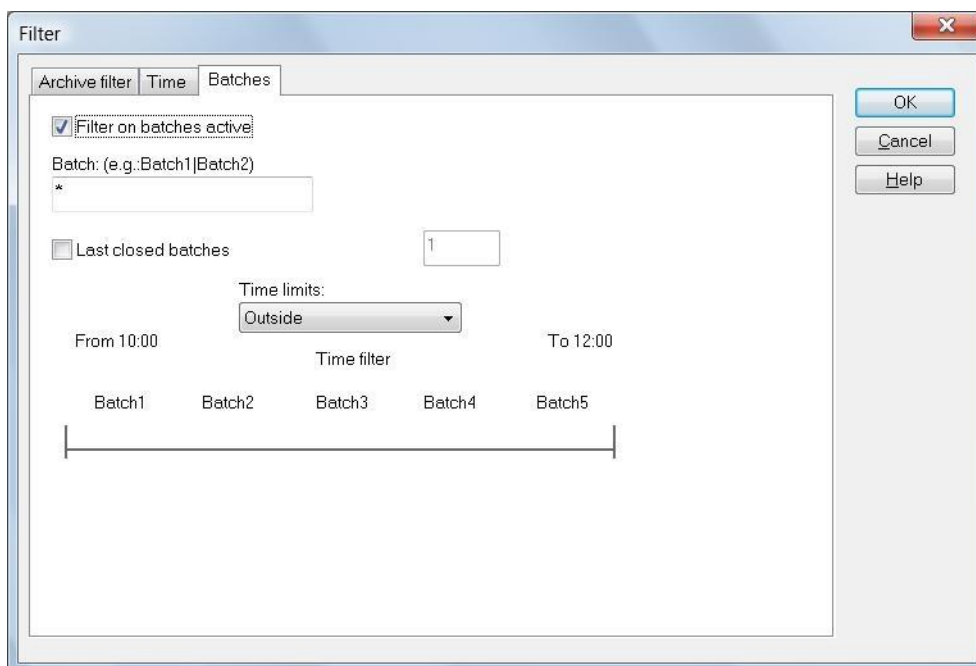 Filter
Archive filter Time Batches
OK
Filter on batches active
Cancel
Batch: (e.g.:Batch1|Batch2)
Help
*
Last closed batches 1
Time limits:
Outside
From 10:00 To 12:00
Time filter
Batch1 Batch2 Batch3 Batch4 Batch5